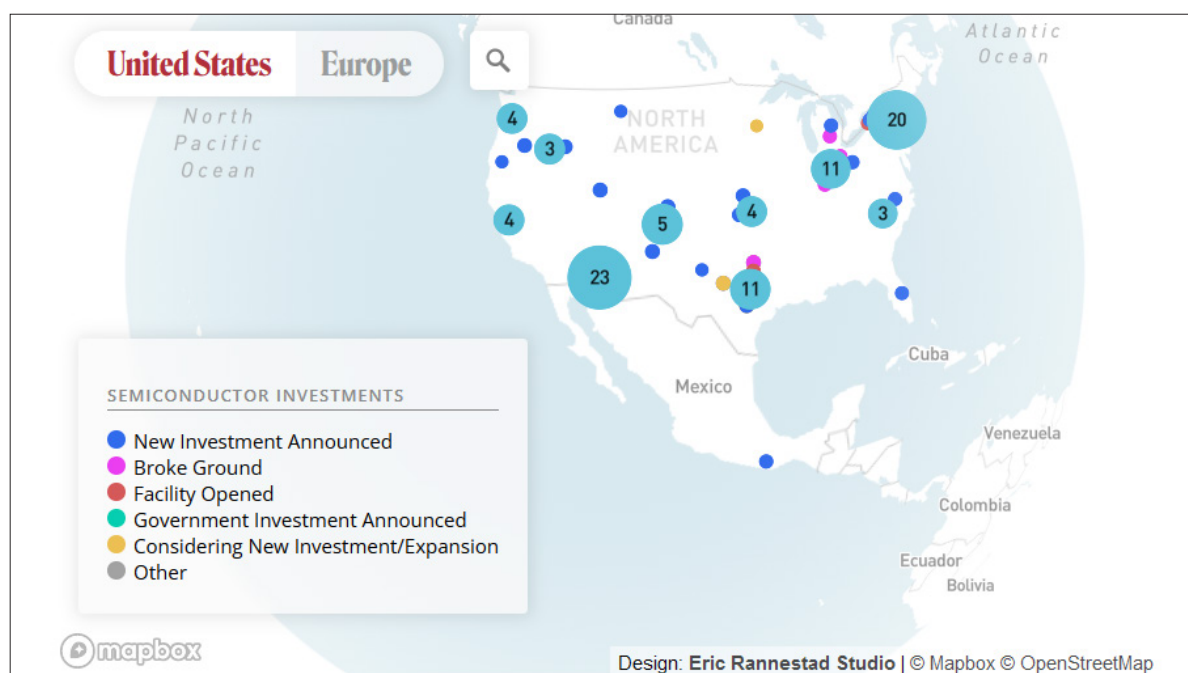 Canada
United States
Europe
Atlantic
Ocean
North
Pacific
Ocean
NORTH
AMERICA
4
20
3
11
4
5
4
3
23
11
Cuba
Mexico
Venezuela
Colombia
Ecuador
Bolivia
SEMICONDUCTOR INVESTMENTS
New Investment Announced
Broke Ground
Facility Opened
Government Investment Announced
Considering New Investment/Expansion
Other
mapbox
Design: Eric Rannestad Studio | © Mapbox © OpenStreetMap